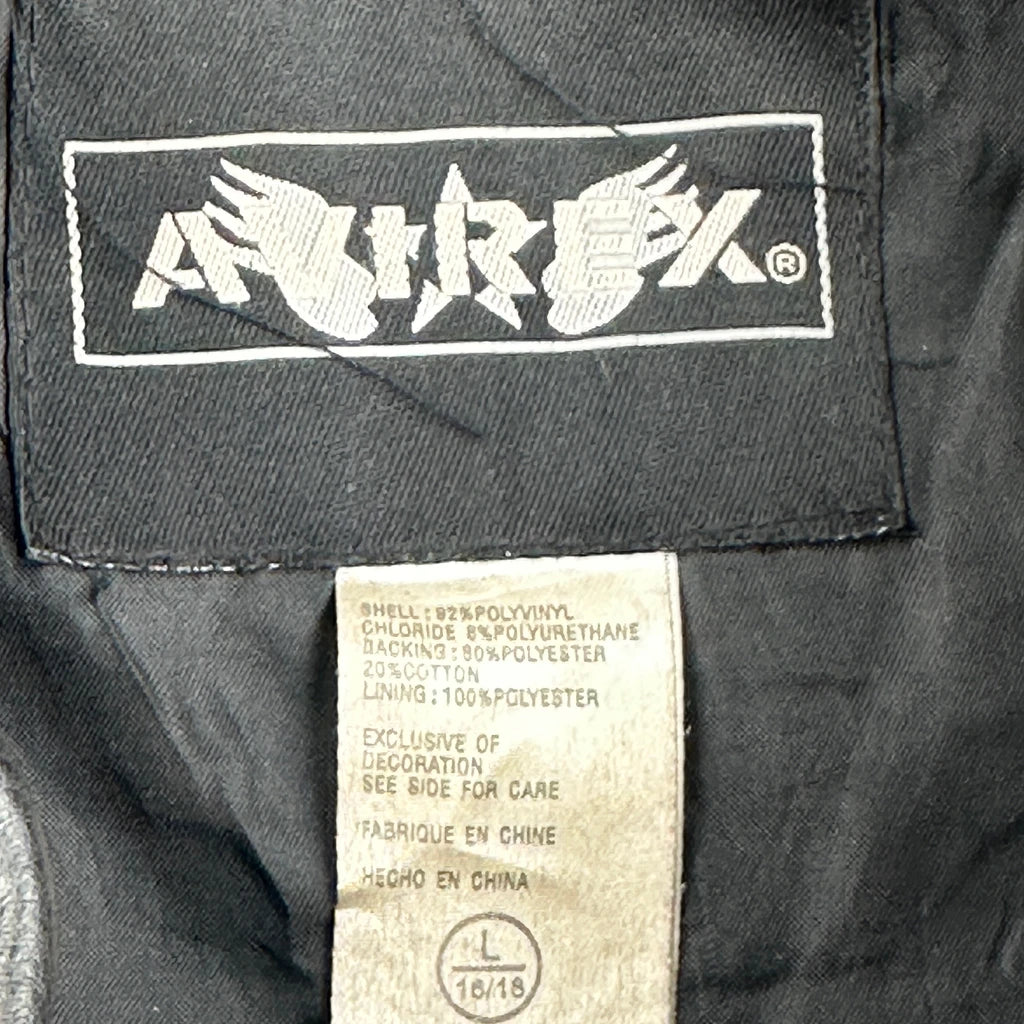 AVIREX ®
SHELL : 92%POLYVINYL
CHLORIDE 8%POLYURETHANE
BACKING : 80%POLYESTER
20%COTTON
LINING : 100%POLYESTER
EXCLUSIVE OF
DECORATION
SEE SIDE FOR CARE
FABRIQUE EN CHINE
HECHO EN CHINA
L
16/18